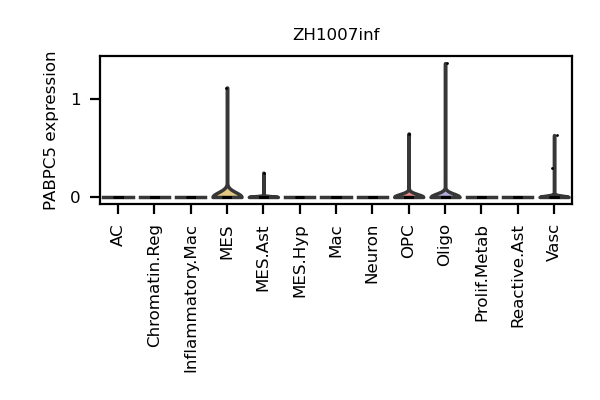 ZH1007inf
PABPC5 expression
1
0
AC
Chromatin.Reg
Inflammatory.Mac
MES
MES.Ast
MES.Hyp
Mac
Neuron
OPC
Oligo
Prolif.Metab
Reactive.Ast
Vasc